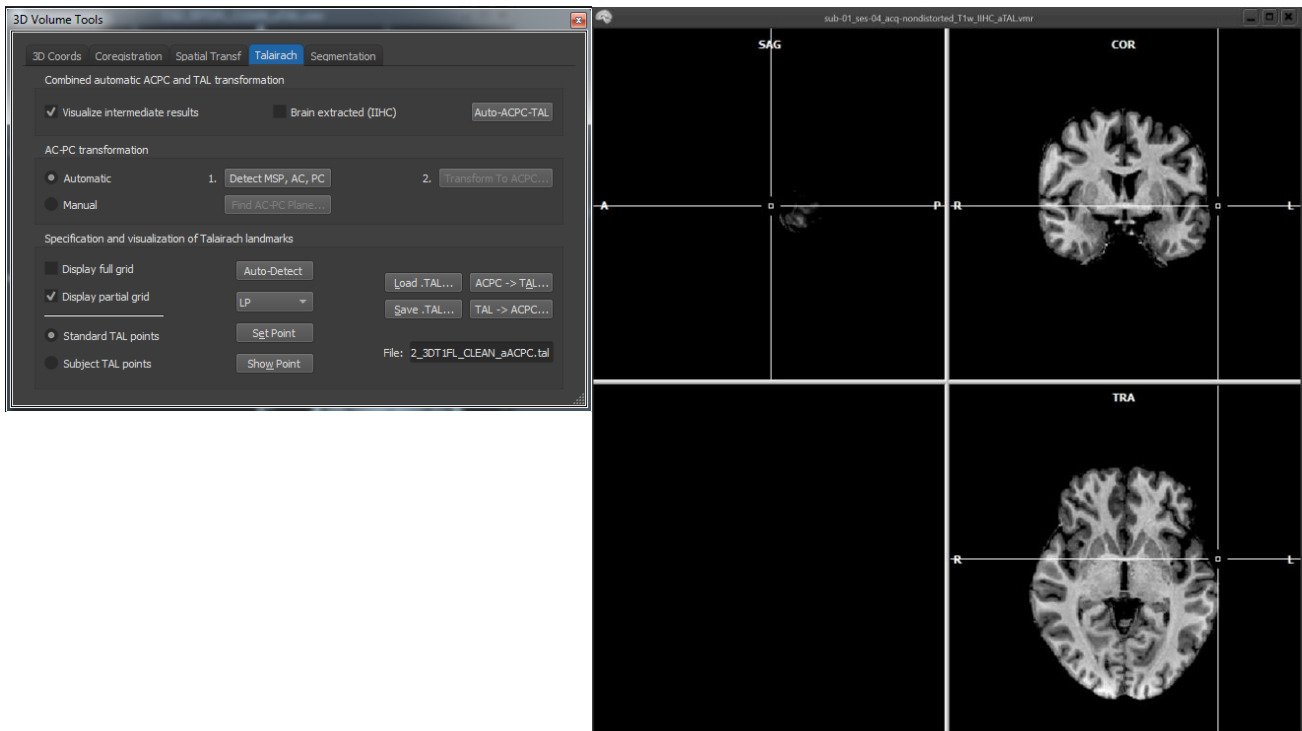 3D Volume Tools
3D Coords Coregistration Spatial Transf Talairach Segmentation
Combined automatic ACPC and TAL transformation
Visualize intermediate results Brain extracted (IIHC) Auto-ACPC-TAL
AC-PC transformation
Automatic 1. Detect MSP, AC, PC 2. Transform To ACPC...
Manual Find AC-PC Plane...
Specification and visualization of Talairach landmarks
Display full grid Auto-Detect
Load .TAL... ACPC -> TAL...
Display partial grid LP
Save .TAL... TAL -> ACPC...
Standard TAL points Set Point
File: 2_3DT1FL_CLEAN_aACPC.tal
Subject TAL points Show Point
sub-01_ses-04_acq-nondistorted_T1w_IIHC_aTAL.vmr
SAG
A P
COR
R L
TRA
R L